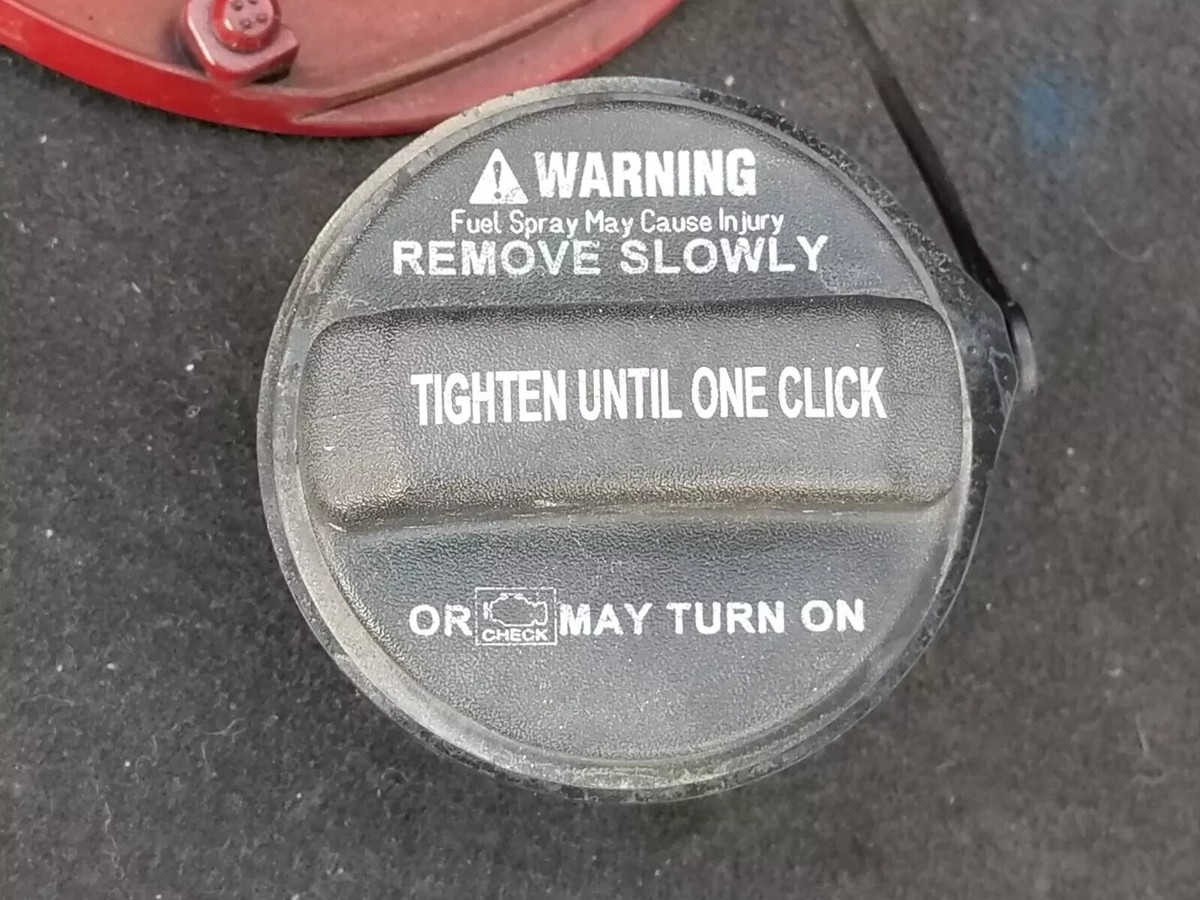 WARNING
Fuel Spray May Cause Injury
REMOVE SLOWLY
TIGHTEN UNTIL ONE CLICK
OR CHECK MAY TURN ON